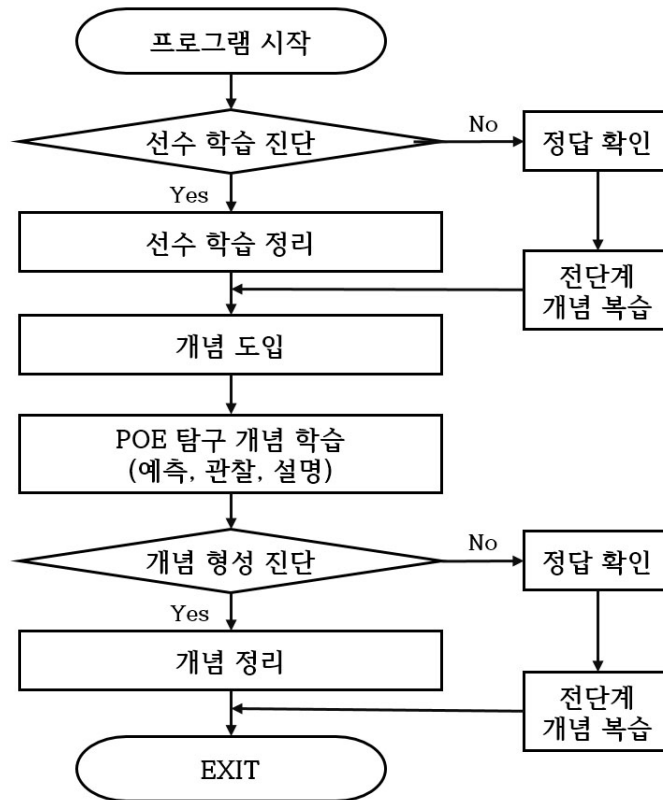 프로그램 시작
선수 학습 진단
No
정답 확인
Yes
선수 학습 정리
전단계
개념 복습
개념 도입
POE 탐구 개념 학습
(예측, 관찰, 설명)
개념 형성 진단
No
정답 확인
Yes
개념 정리
전단계
개념 복습
EXIT